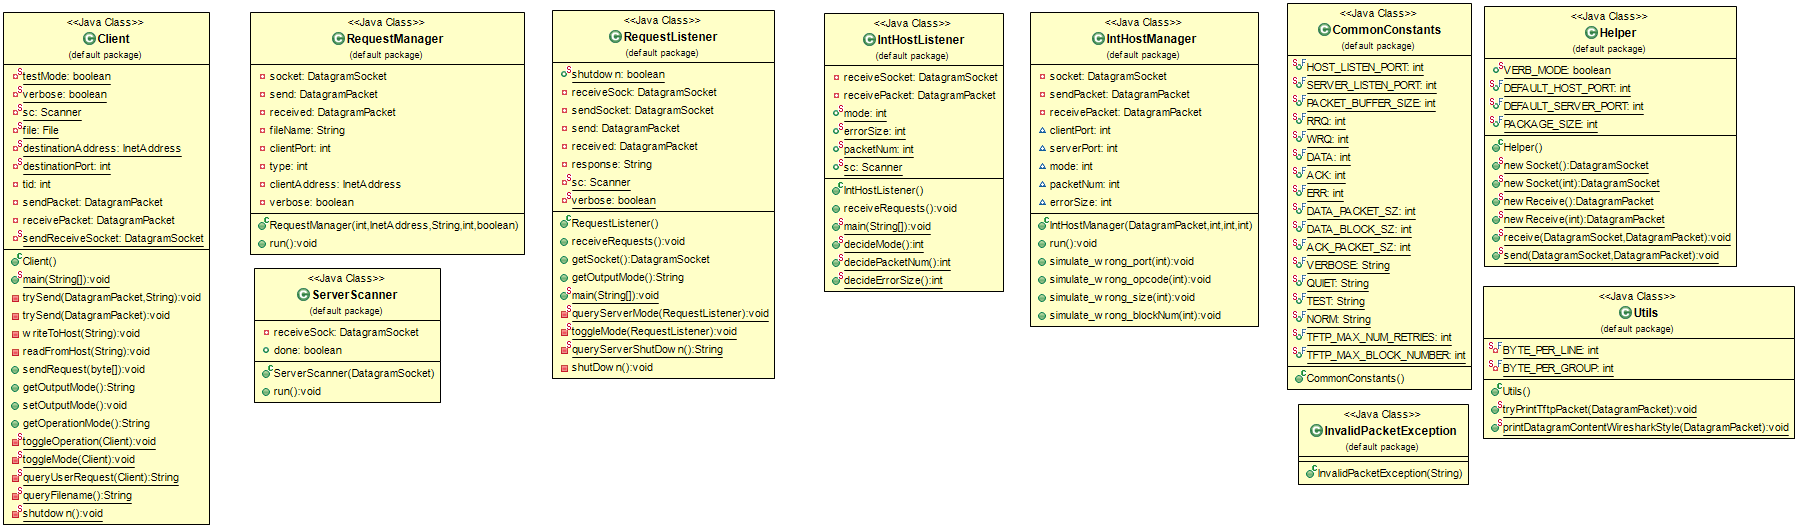 <<Java Class>>
Client
(default package)
testMode: boolean
verbose: boolean
sc: Scanner
file: File
destinationAddress: InetAddress
destinationPort: int
tid: int
sendPacket: DatagramPacket
receivePacket: DatagramPacket
sendReceiveSocket: DatagramSocket
Client()
main(String[]):void
trySend(DatagramPacket,String):void
trySend(DatagramPacket):void
writeToHost(String):void
readFromHost(String):void
sendRequest(byte[]):void
getOutputMode():String
setOutputMode():void
getOperationMode():String
toggleOperation(Client):void
toggleMode(Client):void
queryUserRequest(Client):String
queryFilename():String
shutdown():void
<<Java Class>>
RequestManager
(default package)
socket: DatagramSocket
send: DatagramPacket
received: DatagramPacket
fileName: String
clientPort: int
type: int
clientAddress: InetAddress
verbose: boolean
RequestManager(int,InetAddress,String,int,boolean)
run():void
<<Java Class>>
ServerScanner
(default package)
receiveSock: DatagramSocket
done: boolean
ServerScanner(DatagramSocket)
run():void
<<Java Class>>
RequestListener
(default package)
shutdown: boolean
receiveSock: DatagramSocket
sendSocket: DatagramSocket
send: DatagramPacket
received: DatagramPacket
response: String
sc: Scanner
verbose: boolean
RequestListener()
receiveRequests():void
getSocket():DatagramSocket
getOutputMode():String
main(String[]):void
queryServerMode(RequestListener):void
toggleMode(RequestListener):void
queryServerShutDown():String
shutDown():void
<<Java Class>>
IntHostListener
(default package)
receiveSocket: DatagramSocket
receivePacket: DatagramPacket
mode: int
errorSize: int
packetNum: int
sc: Scanner
IntHostListener()
receiveRequests():void
main(String[]):void
decideMode():int
decidePacketNum():int
decideErrorSize():int
<<Java Class>>
IntHostManager
(default package)
socket: DatagramSocket
sendPacket: DatagramPacket
receivePacket: DatagramPacket
clientPort: int
serverPort: int
mode: int
packetNum: int
errorSize: int
IntHostManager(DatagramPacket,int,int,int)
run():void
simulate_wrong_port(int):void
simulate_wrong_opcode(int):void
simulate_wrong_size(int):void
simulate_wrong_blockNum(int):void
<<Java Class>>
CommonConstants
(default package)
HOST_LISTEN_PORT: int
SERVER_LISTEN_PORT: int
PACKET_BUFFER_SIZE: int
RRQ: int
WRQ: int
DATA: int
ACK: int
ERR: int
DATA_PACKET_SZ: int
DATA_BLOCK_SZ: int
ACK_PACKET_SZ: int
VERBOSE: String
QUIET: String
TEST: String
NORM: String
TFTP_MAX_NUM_RETRIES: int
TFTP_MAX_BLOCK_NUMBER: int
CommonConstants()
<<Java Class>>
InvalidPacketException
(default package)
InvalidPacketException(String)
<<Java Class>>
Helper
(default package)
VERB_MODE: boolean
DEFAULT_HOST_PORT: int
DEFAULT_SERVER_PORT: int
PACKAGE_SIZE: int
Helper()
newSocket():DatagramSocket
newSocket(int):DatagramSocket
newReceive():DatagramPacket
newReceive(int):DatagramPacket
receive(DatagramSocket,DatagramPacket):void
send(DatagramSocket,DatagramPacket):void
<<Java Class>>
Utils
(default package)
BYTE_PER_LINE: int
BYTE_PER_GROUP: int
Utils()
tryPrintTftpPacket(DatagramPacket):void
printDatagramContentWiresharkStyle(DatagramPacket):void